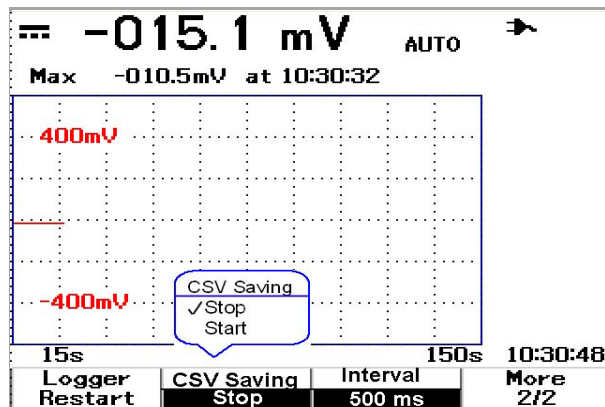 -015.1 mV AUTO
Max -010.5mV at 10:30:32
400mV
-400mV
CSV Saving
✓Stop
Start
15s 150s 10:30:48
Logger Restart
CSV Saving Stop
Interval 500 ms
More 2/2